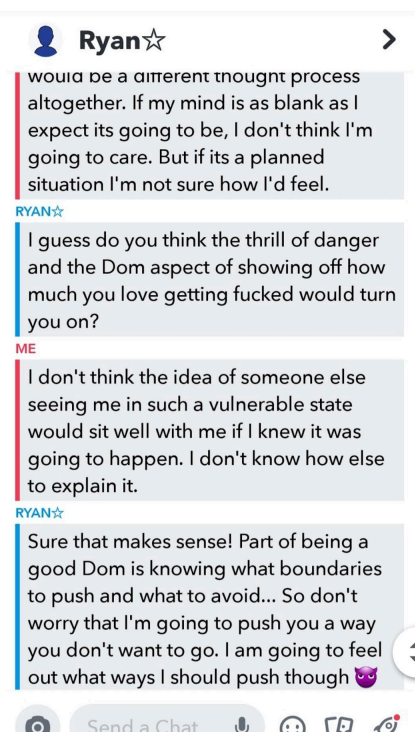 Ryan☆
would be a different thought process
altogether. If my mind is as blank as I
expect its going to be, I don't think I'm
going to care. But if its a planned
situation I'm not sure how I'd feel.
RYAN☆
I guess do you think the thrill of danger
and the Dom aspect of showing off how
much you love getting fucked would turn
you on?
ME
I don't think the idea of someone else
seeing me in such a vulnerable state
would sit well with me if I knew it was
going to happen. I don't know how else
to explain it.
RYAN☆
Sure that makes sense! Part of being a
good Dom is knowing what boundaries
to push and what to avoid... So don't
worry that I'm going to push you a way
you don't want to go. I am going to feel
out what ways I should push though 😈
Send a Chat